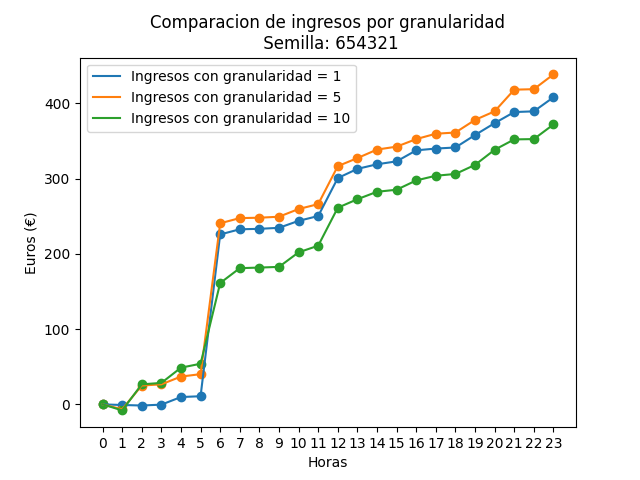 Comparacion de ingresos por granularidad
Semilla: 654321
Ingresos con granularidad = 1
Ingresos con granularidad = 5
Ingresos con granularidad = 10
400
300
200
100
0
Euros (€)
0 1 2 3 4 5 6 7 8 9 10 11 12 13 14 15 16 17 18 19 20 21 22 23
Horas